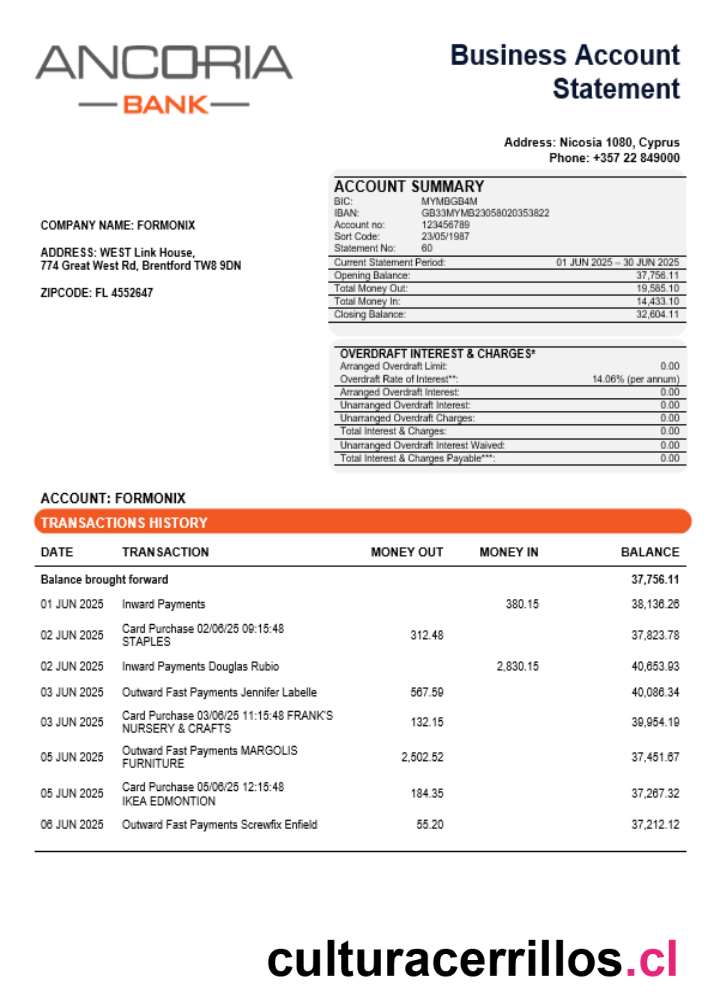 ANCORIA
BANK
Business Account
Statement
Address: Nicosia 1080, Cyprus
Phone: +357 22 849000
COMPANY NAME: FORMONIX
ADDRESS: WEST Link House,
774 Great West Rd, Brentford TW8 9DN
ZIPCODE: FL 4552647
ACCOUNT SUMMARY
BIC: MYMBGB4M
IBAN: GB33MYMB23058020353822
Account no: 123456789
Sort Code: 23/05/1987
Statement No: 60
Current Statement Period: 01 JUN 2025 – 30 JUN 2025
Opening Balance: 37,756.11
Total Money Out: 19,585.10
Total Money In: 14,433.10
Closing Balance: 32,604.11
OVERDRAFT INTEREST & CHARGES*
Arranged Overdraft Limit: 0.00
Overdraft Rate of Interest**: 14.06% (per annum)
Arranged Overdraft Interest: 0.00
Unarranged Overdraft Interest: 0.00
Unarranged Overdraft Charges: 0.00
Total Interest & Charges: 0.00
Unarranged Overdraft Interest Waived: 0.00
Total Interest & Charges Payable***: 0.00
ACCOUNT: FORMONIX
TRANSACTIONS HISTORY
DATE TRANSACTION MONEY OUT MONEY IN BALANCE
Balance brought forward 37,756.11
01 JUN 2025 Inward Payments 380.15 38,136.26
02 JUN 2025 Card Purchase 02/06/25 09:15:48
STAPLES 312.48 37,823.78
02 JUN 2025 Inward Payments Douglas Rubio 2,830.15 40,653.93
03 JUN 2025 Outward Fast Payments Jennifer Labelle 567.59 40,086.34
03 JUN 2025 Card Purchase 03/06/25 11:15:48 FRANK'S
NURSERY & CRAFTS 132.15 39,954.19
05 JUN 2025 Outward Fast Payments MARGOLIS
FURNITURE 2,502.52 37,451.67
05 JUN 2025 Card Purchase 05/06/25 12:15:48
IKEA EDMONTION 184.35 37,267.32
06 JUN 2025 Outward Fast Payments Screwfix Enfield 55.20 37,212.12
culturacerrillos.cl